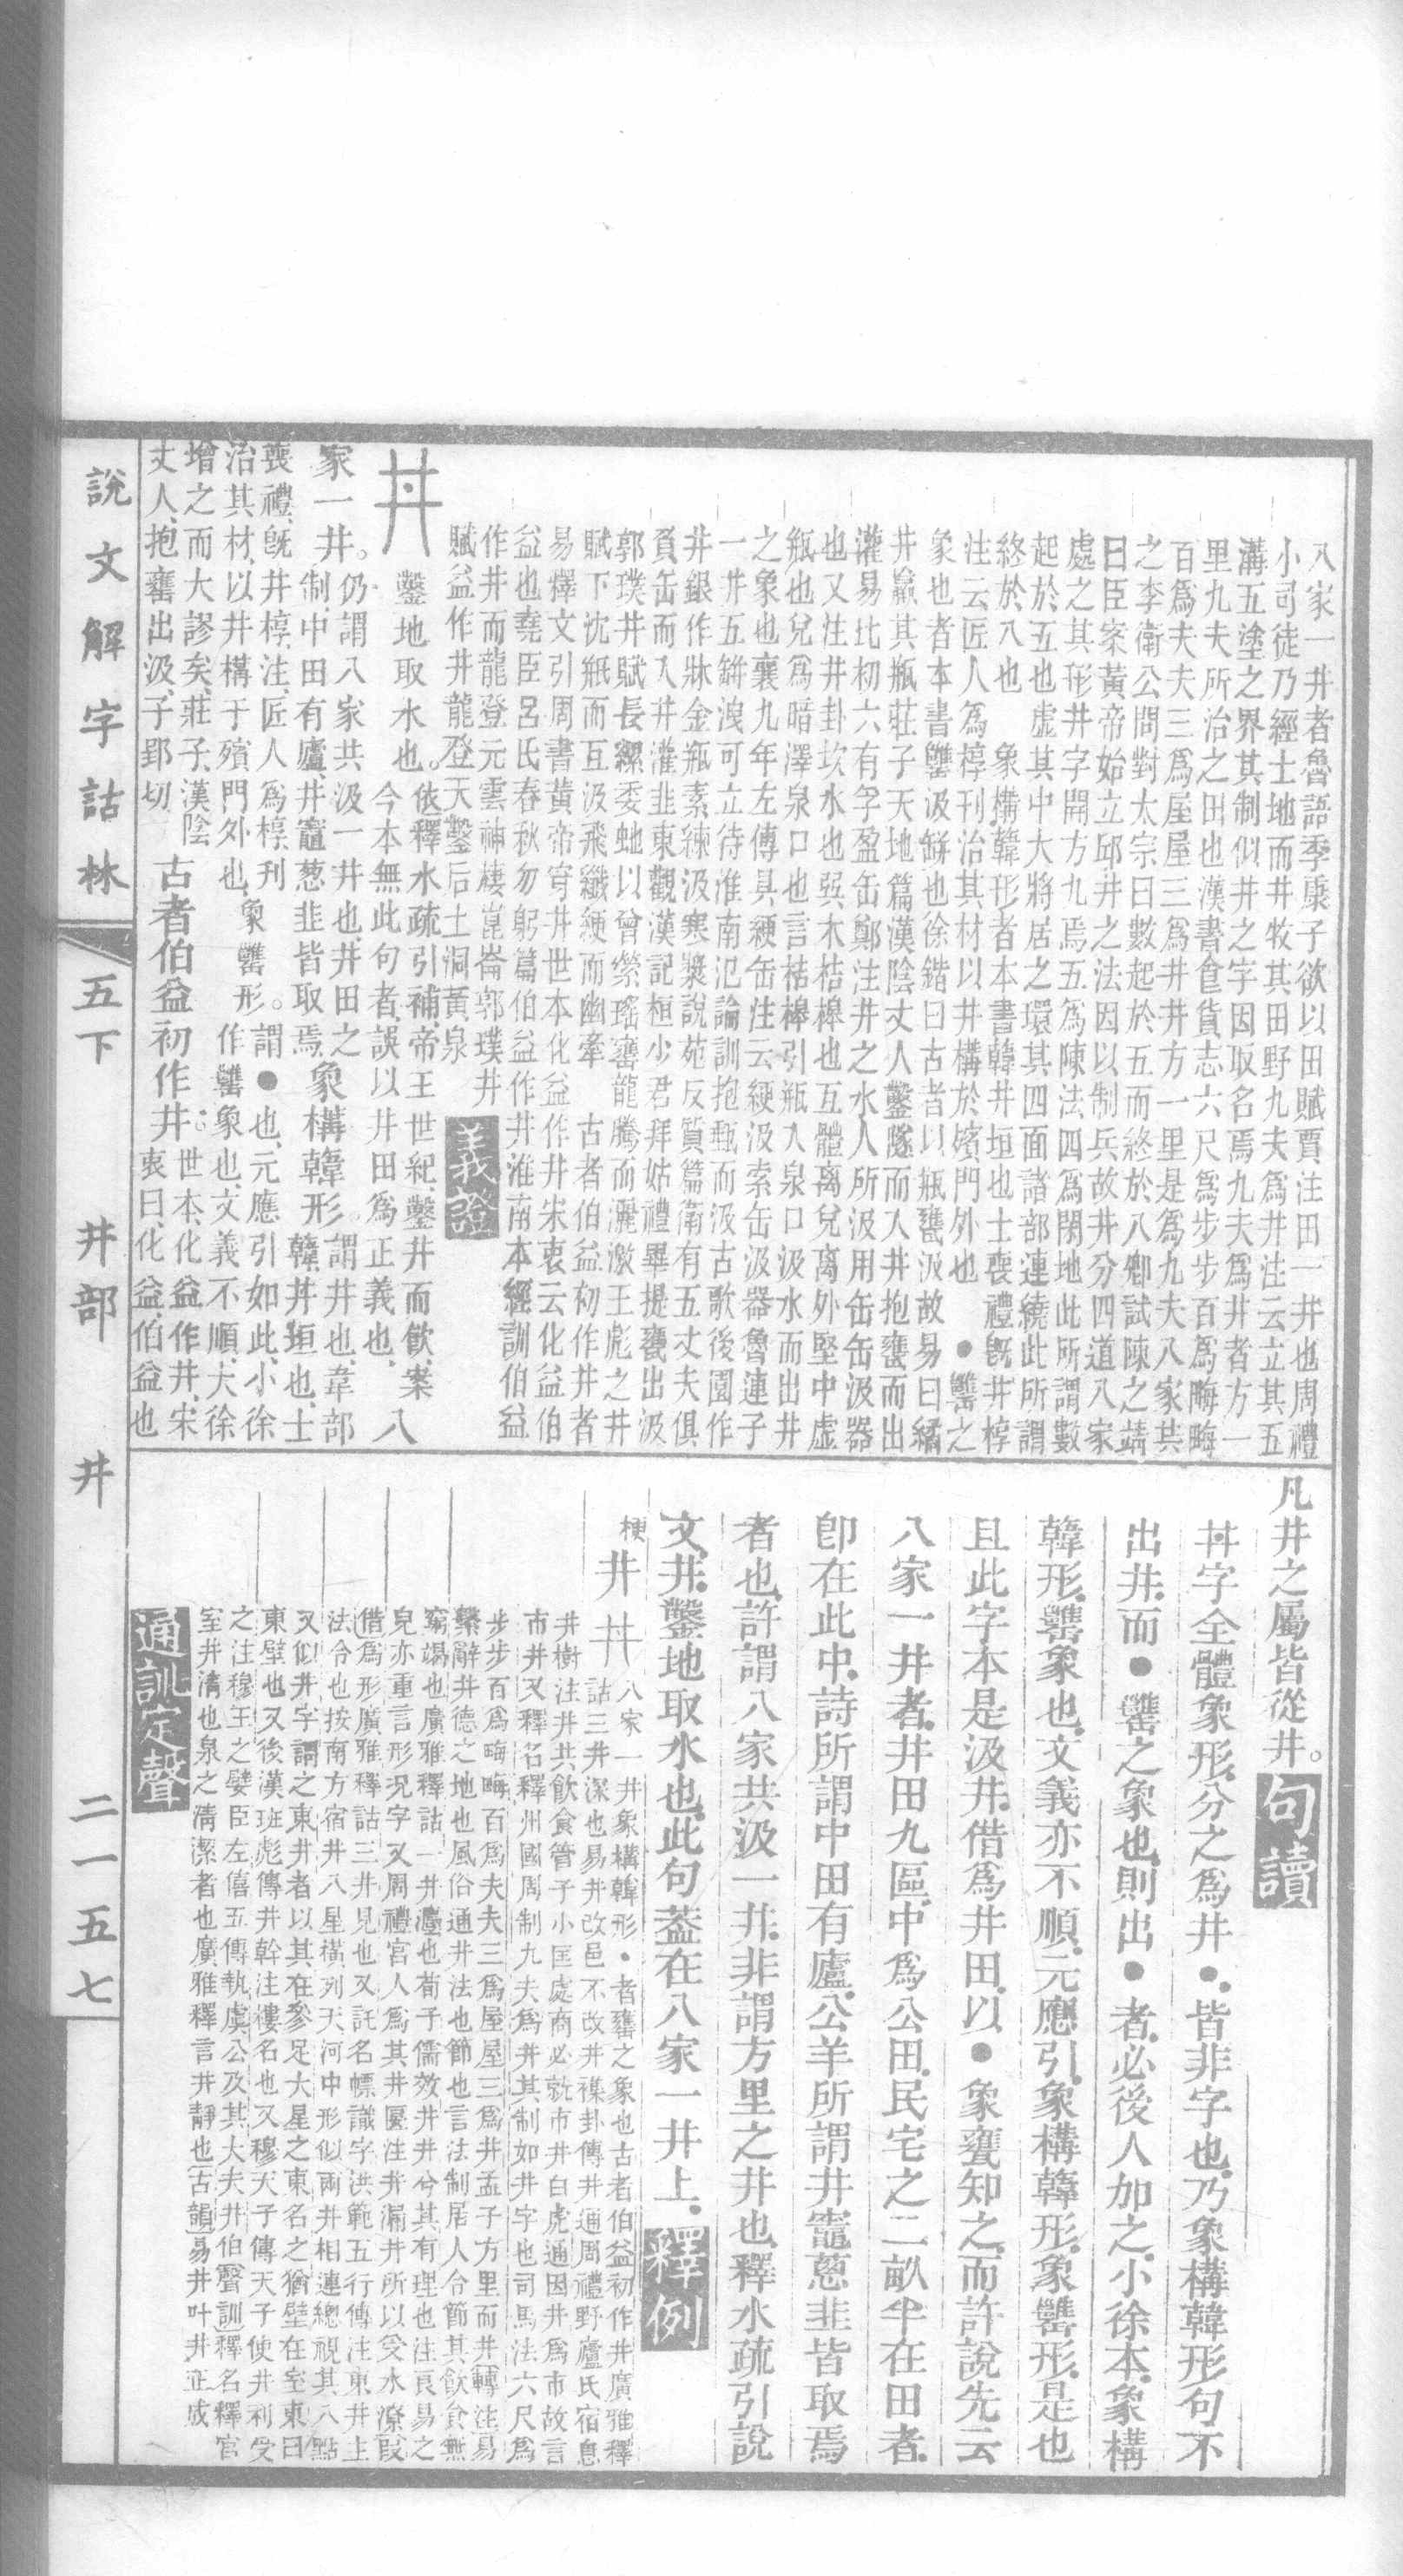 八家一井者魯語季康子欲以田賦賈注田一井也周禮
小司徒乃經土地而井牧其田野九夫為井注云立其五
溝五塗之界其制似井之字因取名焉九夫為井者方一
里九夫所治之田也漢書食貨志六尺為步步百為畮畮
百爲夫夫三爲屋屋三爲井井方一里是爲九夫八家共
之李衛公問對太宗曰數起於五而終於八卿試陳之靖
曰臣案黃帝始立邱井之法因以制兵故井分四道八家
處之其形井字開方九焉五爲陳法四爲閑地此所謂數
起於五也虛其中大將居之環其四面諸部連繞此所謂
終於八也　象構韓形者本書韓井垣也士喪禮旣井椁
注云匠人爲椁刊治其材以井構於殯門外也　●罋之
象也者本書罋汲缾也徐鍇曰古者以瓶甕汲故易曰繘
井羸其瓶莊子天地篇漢陰丈人鑿隧而入井抱甕而出
灌易比初六有孚盈缶鄭注井之水人所汲用缶缶汲器
也又注井卦坎水也巽木桔槹也互體离兌离外堅中虛
瓶也兌爲暗澤泉口也言桔槹引瓶入泉口汲水而出井
之象也襄九年左傳具綆缶注云綆汲索缶汲器魯連子
一井五缾洩可立待淮南氾論訓抱甀而汲古歌後園作
井銀作牀金瓶素綆汲寒漿說苑反質篇衛有五丈夫俱
負缶而入井灌韭東觀漢記桓少君拜姑禮畢提甕出汲
郭璞井賦長縲委虵以曾縈瑤甕龍騰而灑激王彪之井
賦下沈瓶而互汲飛纖綆而幽牽　古者伯益初作井者
易釋文引周書黃帝穿井世本化益作井宋衷云化益伯
益也堯臣呂氏春秋勿躬篇伯益作井淮南本經訓伯益
作井而龍登元雲神棲崑崙郭璞井
賦益作井龍登天鑿后土洞黃泉　義證
丼　鑿地取水也。依釋水疏引補帝王世紀鑿井而飲案
今本無此句者誤以井田爲正義也　八
家一井。仍謂八家共汲一井也井田之
制中田有廬井竈葱韭皆取焉　象構韓形。謂井也韋部
韓井垣也士
喪禮旣井椁注匠人爲椁刊
治其材以井構于殯門外也　象罋形。謂●也元應引如此小徐
作罋象也文義不順大徐
增之而大謬矣莊子漢陰
丈人抱甕出汲子郢切　古者伯益初作井。世本化益作井宋
衷曰化益伯益也
凡井之屬皆從井。　句讀
丼字全體象形分之爲井●皆非字也乃象構韓形句不
出井而●罋之象也則出●者必後人加之小徐本象構
韓形罋象也文義亦不順元應引象構韓形象罋形是也
且此字本是汲井借爲井田以●象甕知之而許說先云
八家一井者井田九區中爲公田民宅之二畝半在田者
卽在此中詩所謂中田有廬公羊所謂井竈葱韭皆取焉
者也許謂八家共汲一井非謂方里之井也釋水疏引說
文井鑿地取水也此句葢在八家一井上　釋例
梗
井　丼　八家一井象構韓形●者罋之象也古者伯益初作井廣雅釋
詁三井深也易井改邑不改井襍卦傳井通周禮野廬氏宿息
井樹注井共飲食管子小匡處商必就市井白虎通因井爲市故言
市井又釋名釋州國周制九夫爲井其制如井字也司馬法六尺爲
步步百爲畮畮百爲夫夫三爲屋屋三爲井孟子方里而井轉注易
繫辭井德之地也風俗通井法也節也言法制居人令節其飲食無
窮竭也廣雅釋詁一井灋也荀子儒效井井兮其有理也注良易之
皃亦重言形況字又周禮宮人爲其井匽注井漏井所以受水潦叚
借爲形廣雅釋詁三井見也又託名幖識字洪範五行傳注東井主
法令也按南方宿井八星橫列天河中形似兩井相連總視其八點
又似井字謂之東井者以其在參足大星之東名之猶壁在室東曰
東壁也又後漢班彪傳井幹注樓名也又穆天子傳天子使井利受
之注穆王之嬖臣左僖五傳執虞公及其大夫井伯聲訓釋名釋宮
室井清也泉之清潔者也廣雅釋言井靜也古韻易井叶井正成
通訓定聲
說文解字詁林　五下　井部　井　二一五七